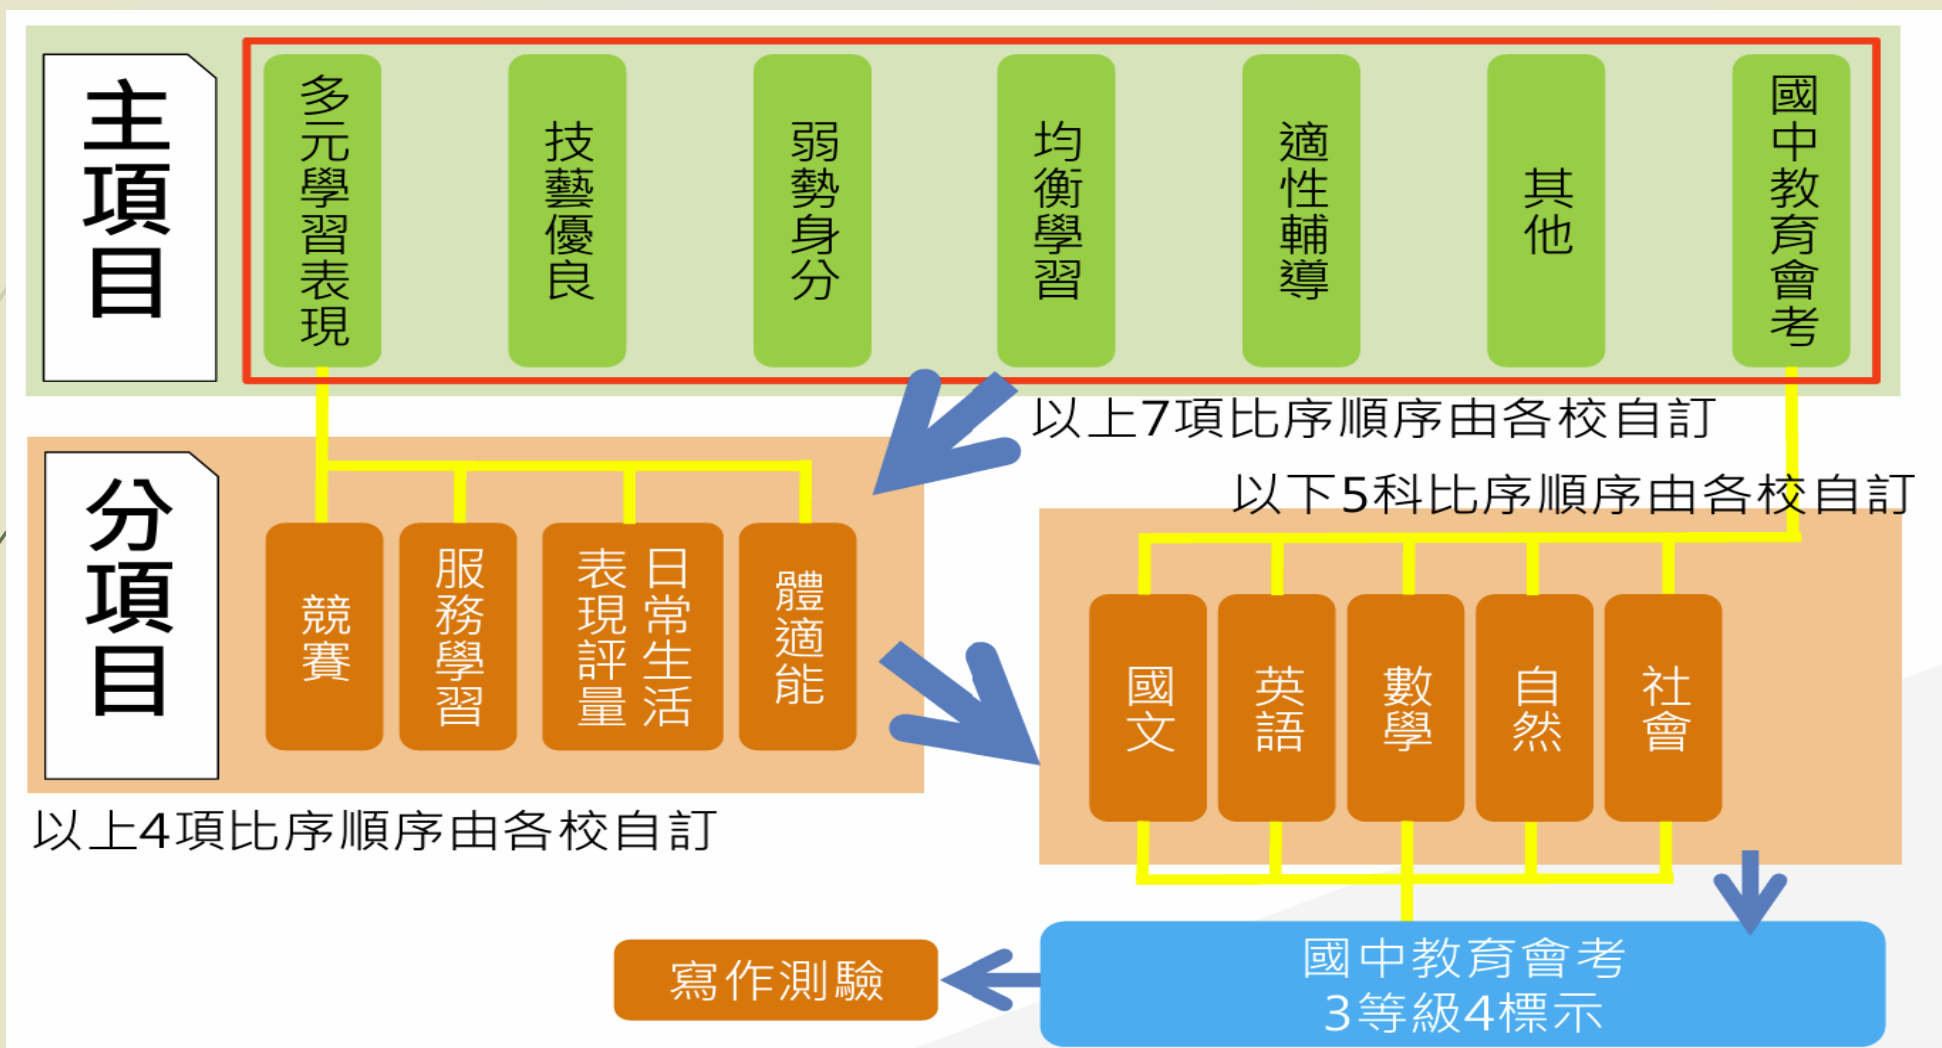 主項目
多元學習表現
技藝優良
弱勢身分
均衡學習
適性輔導
其他
國中教育會考
以上7項比序順序由各校自訂
分項目
競賽
服務學習
日常生活
表現評量
體適能
以上4項比序順序由各校自訂
以下5科比序順序由各校自訂
國文
英語
數學
自然
社會
國中教育會考
3等級4標示
寫作測驗